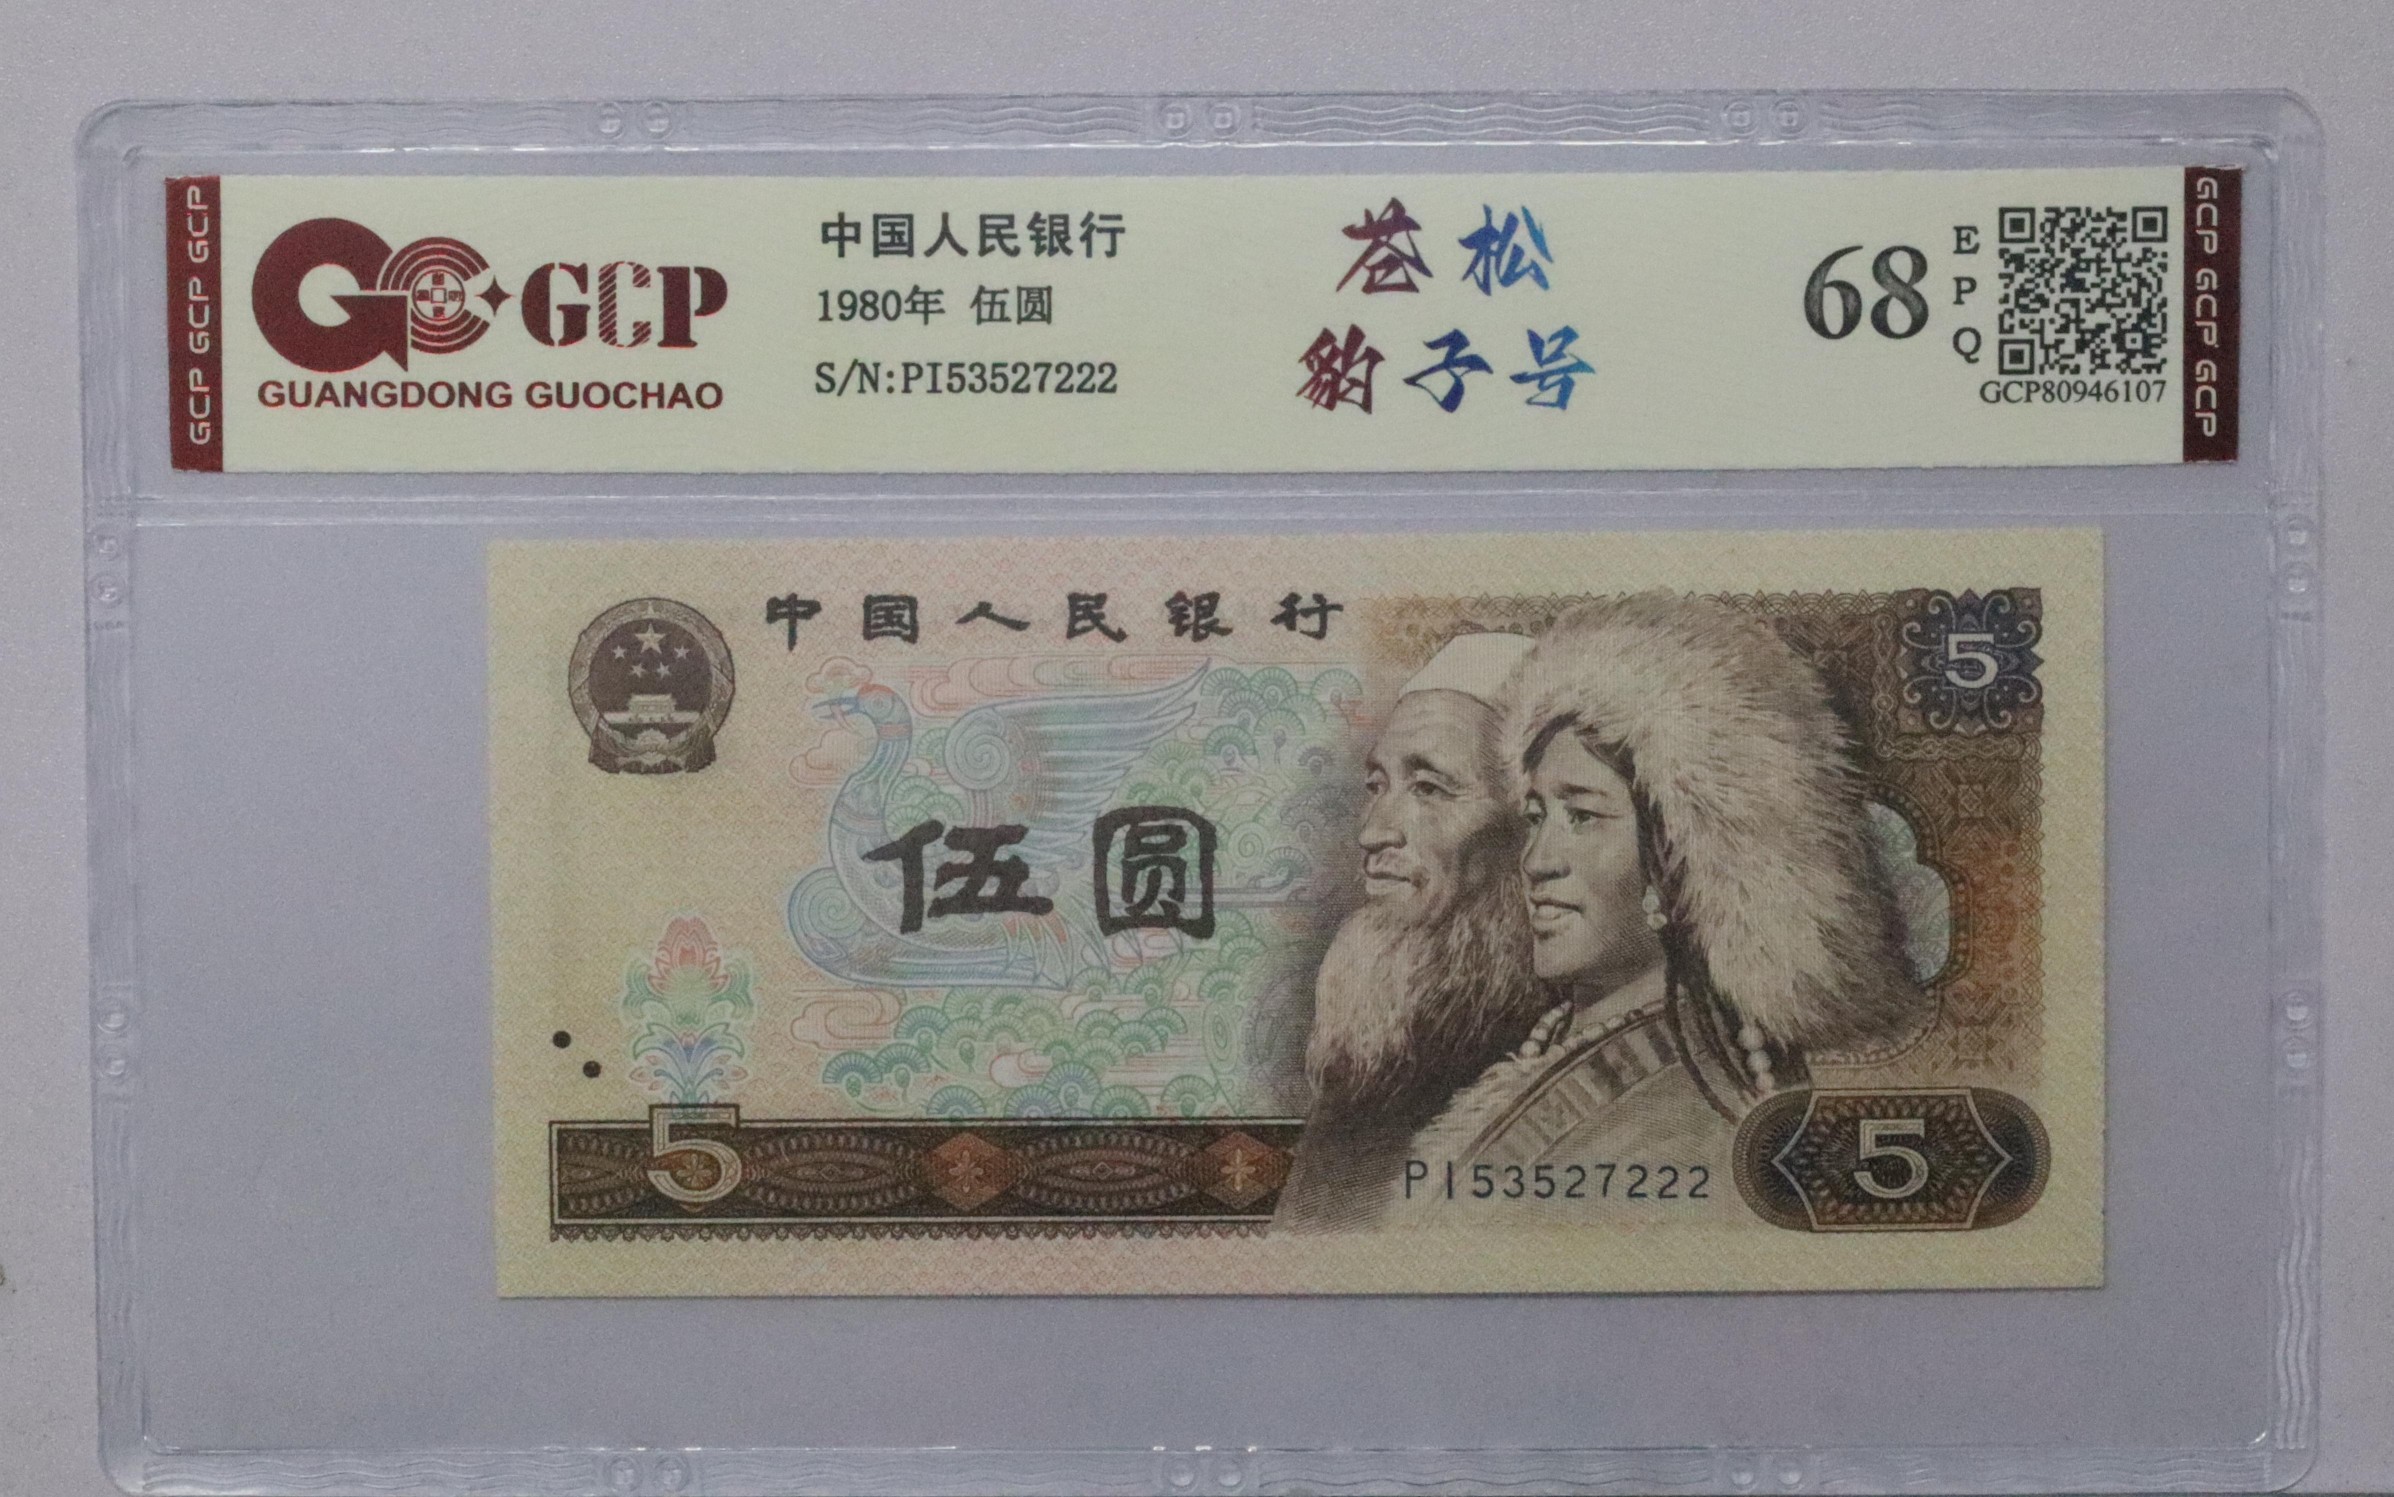 GCP GCP GCP
GCP
GUANGDONG GUOCHAO
中国人民银行
1980年 伍圆
S/N:PI53527222
苍松
豹子号
68
EPQ
GCP80946107
GCP GCP GCP
中国人民银行
5
伍圆
5
PI53527222
5